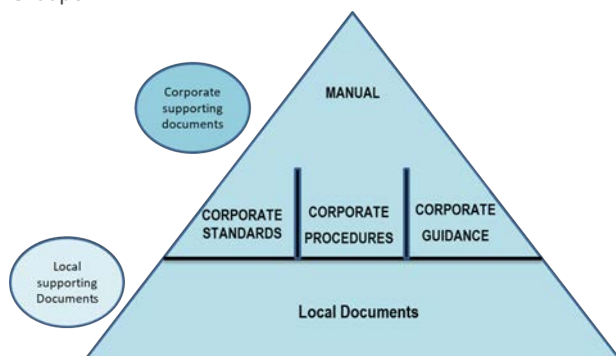 Corporate
supporting
documents
MANUAL
CORPORATE
STANDARDS
CORPORATE
PROCEDURES
CORPORATE
GUIDANCE
Local
supporting
Documents
Local Documents